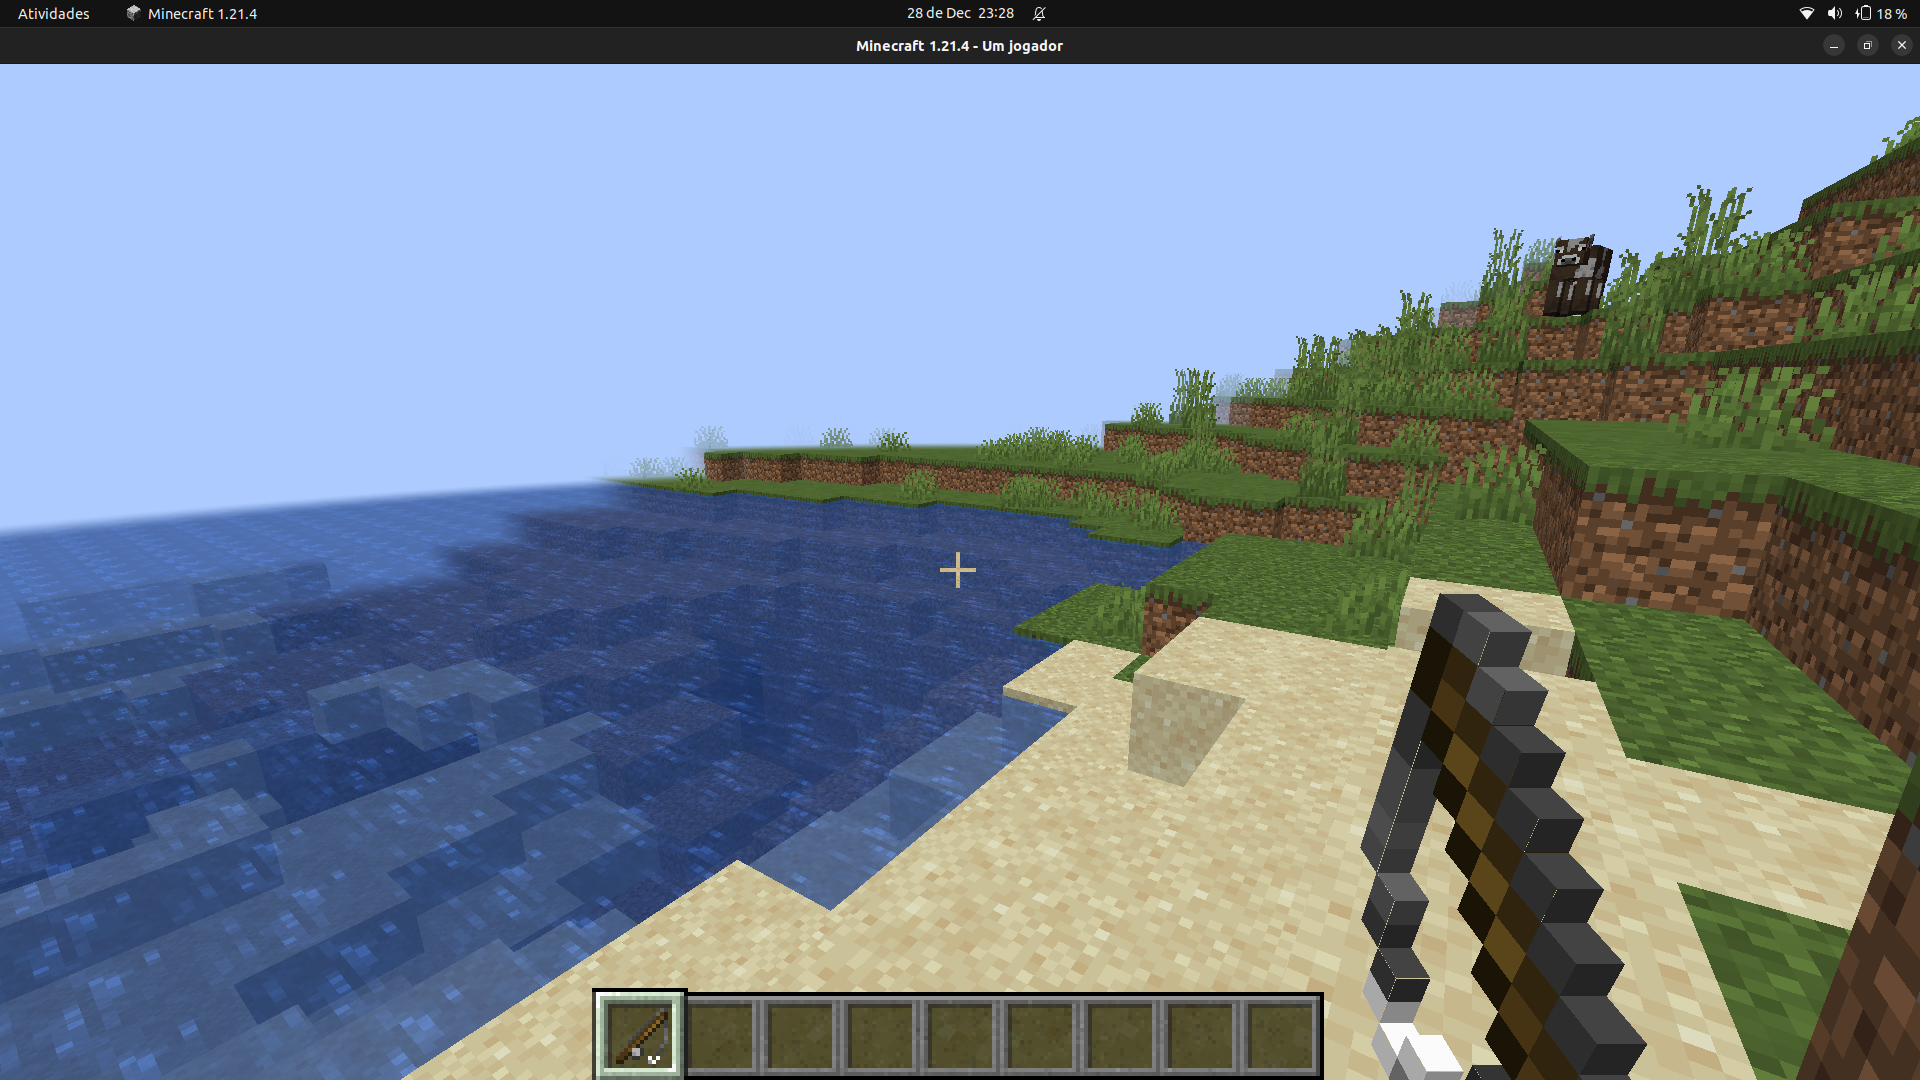 Atividades
Minecraft 1.21.4
28 de Dec 23:28
18 %
Minecraft 1.21.4 - Um jogador